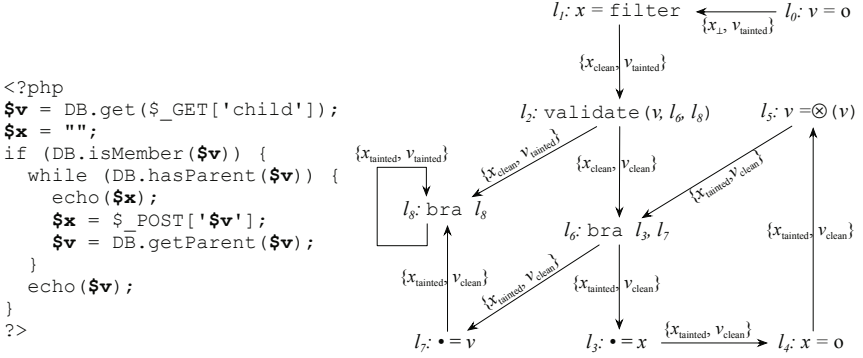 <?php
$v = DB.get($_GET['child']);
$x = "";
if (DB.isMember($v)) {
while (DB.hasParent($v)) {
echo($x);
$x = $_POST['$v'];
$v = DB.getParent($v);
}
echo($v);
}
?>
l1: x = filter
{x⊥, vtainted}
l0: v = o
{xclean, vtainted}
l2: validate(v, l6, l8)
l5: v =⊗(v)
{xtainted, vtainted}
{xclean, vtainted}
{xclean, vclean}
{xtainted, vclean}
l8: bra l8
l6: bra l3, l7
{xtainted, vclean}
{xtainted, vclean}
{xtainted, vclean}
{xtainted, vclean}
l7: • = v
l3: • = x
{xtainted, vclean}
l4: x = o